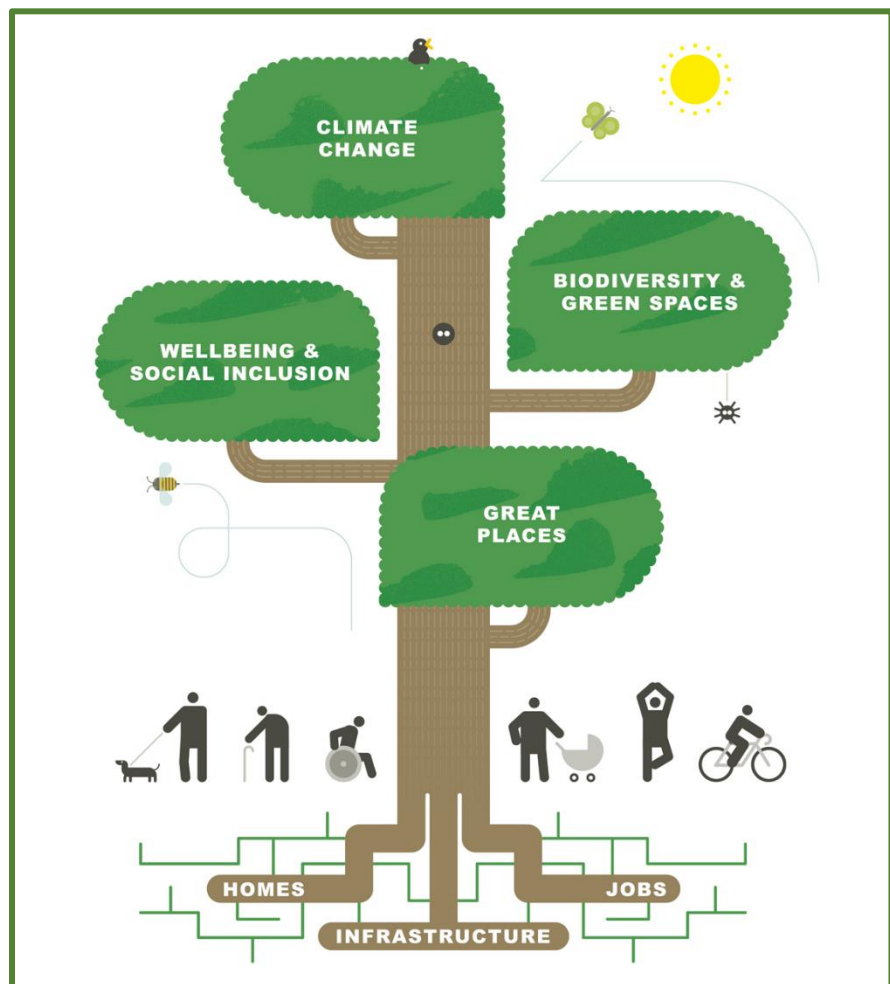 CLIMATE
CHANGE
BIODIVERSITY &
GREEN SPACES
WELLBEING &
SOCIAL INCLUSION
GREAT
PLACES
HOMES
JOBS
INFRASTRUCTURE